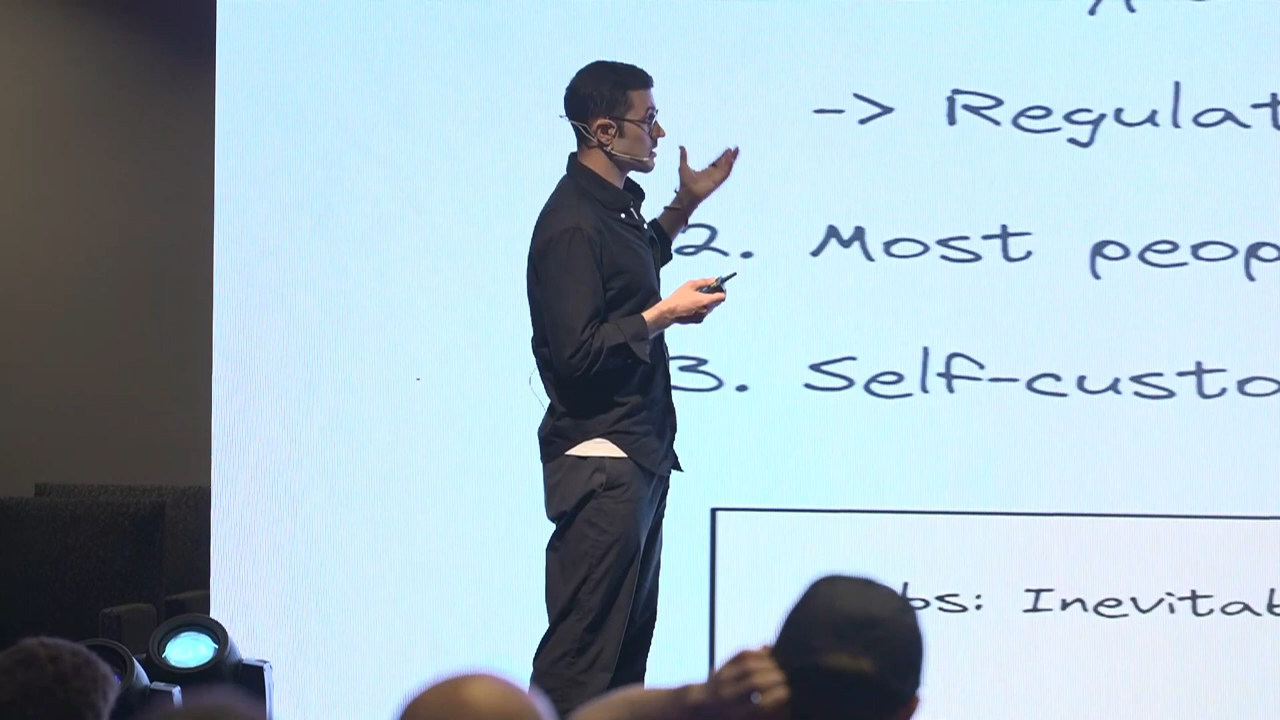 -> Regulat
2. Most peop
3. Self-custo
bs: Inevitab